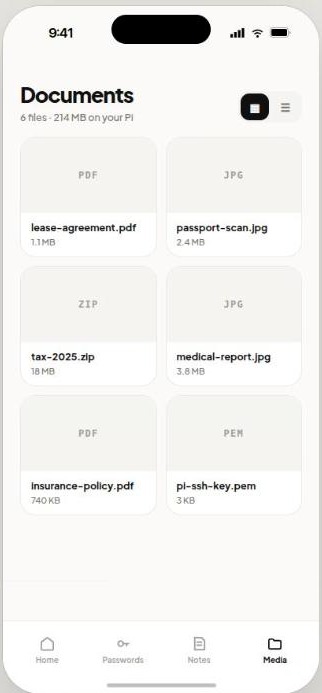 9:41
Documents
6 files · 214 MB on your Pi
PDF JPG
lease-agreement.pdf passport-scan.jpg
1.1 MB 2.4 MB
ZIP JPG
tax-2025.zip medical-report.jpg
18 MB 3.8 MB
PDF PEM
insurance-policy.pdf pi-ssh-key.pem
740 KB 3 KB
Home Passwords Notes Media